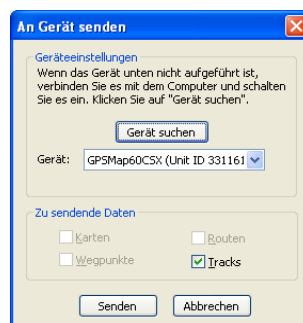 An Gerät senden
Geräteeinstellungen
Wenn das Gerät unten nicht aufgeführt ist,
verbinden Sie es mit dem Computer und schalten
Sie es ein. Klicken Sie auf "Gerät suchen".
Gerät suchen
Gerät: GPSMap60CSX (Unit ID 331161
Zu sendende Daten
Karten Routen
Wegpunkte Tracks
Senden Abbrechen